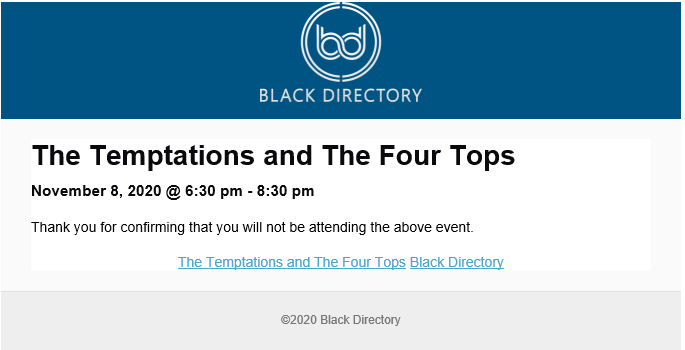 bd
BLACK DIRECTORY
The Temptations and The Four Tops
November 8, 2020 @ 6:30 pm - 8:30 pm
Thank you for confirming that you will not be attending the above event.
The Temptations and The Four Tops Black Directory
©2020 Black Directory